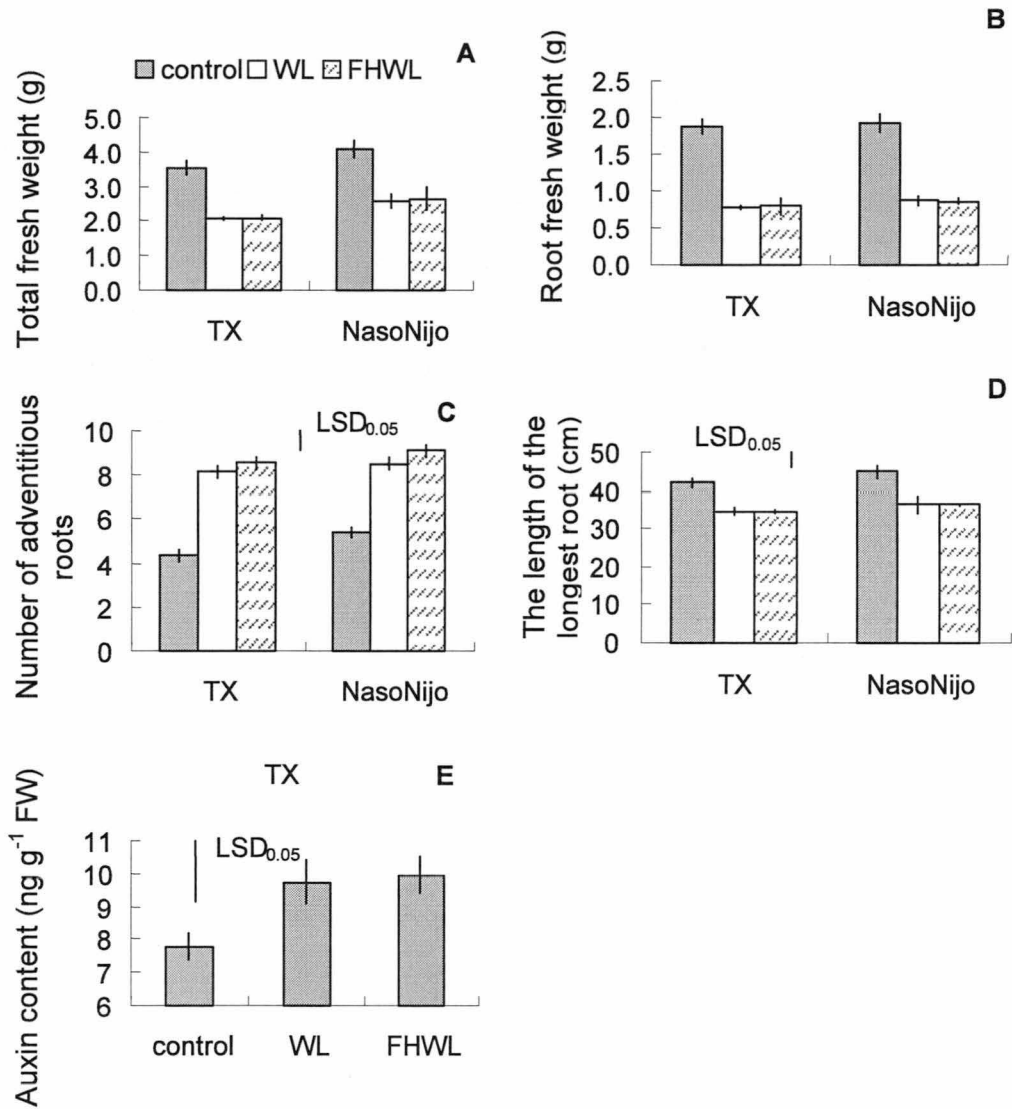 A
control WL FHWL
Total fresh weight (g)
5.0
4.0
3.0
2.0
1.0
0.0
TX NasoNijo
B
Root fresh weight (g)
2.5
2.0
1.5
1.0
0.5
0.0
TX NasoNijo
C
LSD0.05
Number of adventitious
roots
10
8
6
4
2
0
TX NasoNijo
D
LSD0.05
The length of the
longest root (cm)
50
40
30
20
10
0
TX NasoNijo
TX
E
LSD0.05
Auxin content (ng g-1 FW)
11
10
9
8
7
6
control WL FHWL